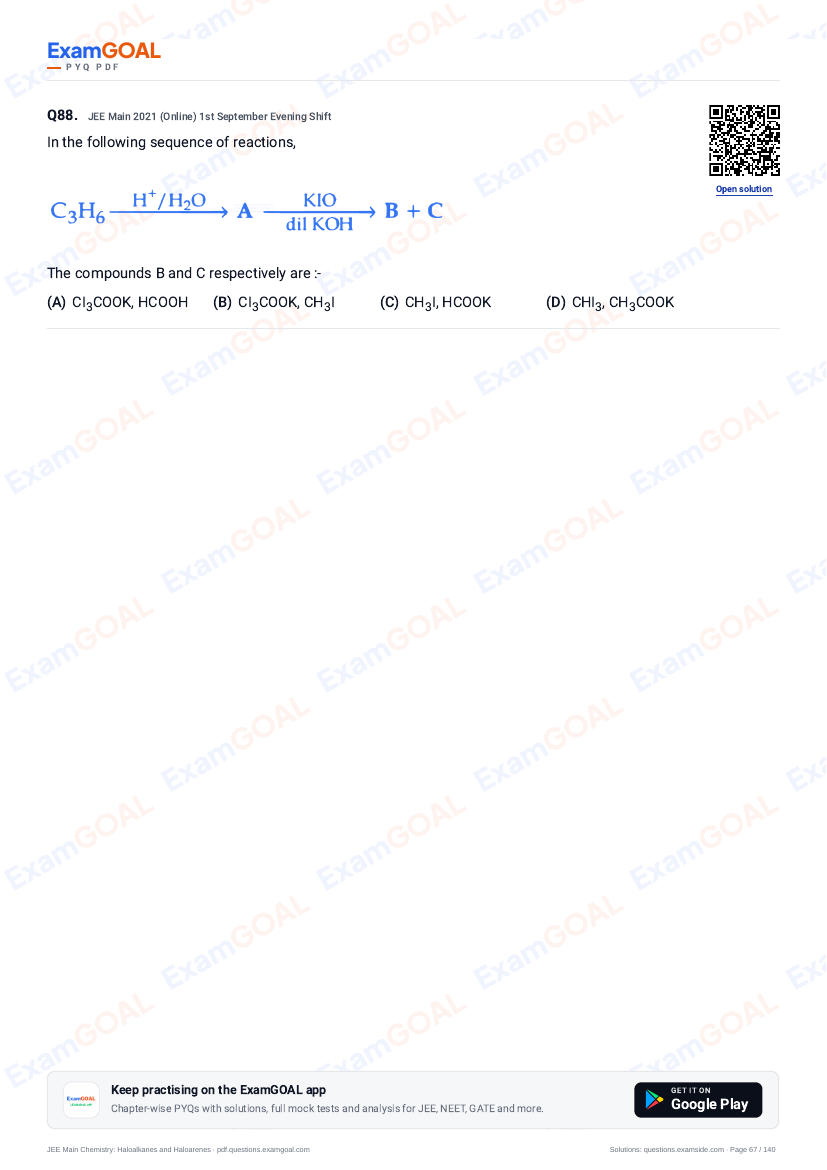 ExamGOAL
PYQ PDF
Q88. JEE Main 2021 (Online) 1st September Evening Shift
In the following sequence of reactions,
Open solution
C₃H₆ —H⁺/H₂O→ A —KIO / dil KOH→ B + C
The compounds B and C respectively are :-
(A) CI₃COOK, HCOOH (B) CI₃COOK, CH₃I (C) CH₃I, HCOOK (D) CHI₃, CH₃COOK
ExamGOAL
Keep practising on the ExamGOAL app
Chapter-wise PYQs with solutions, full mock tests and analysis for JEE, NEET, GATE and more.
GET IT ON
Google Play
JEE Main Chemistry: Haloalkanes and Haloarenes · pdf.questions.examgoal.com Solutions: questions.examside.com · Page 67 / 140